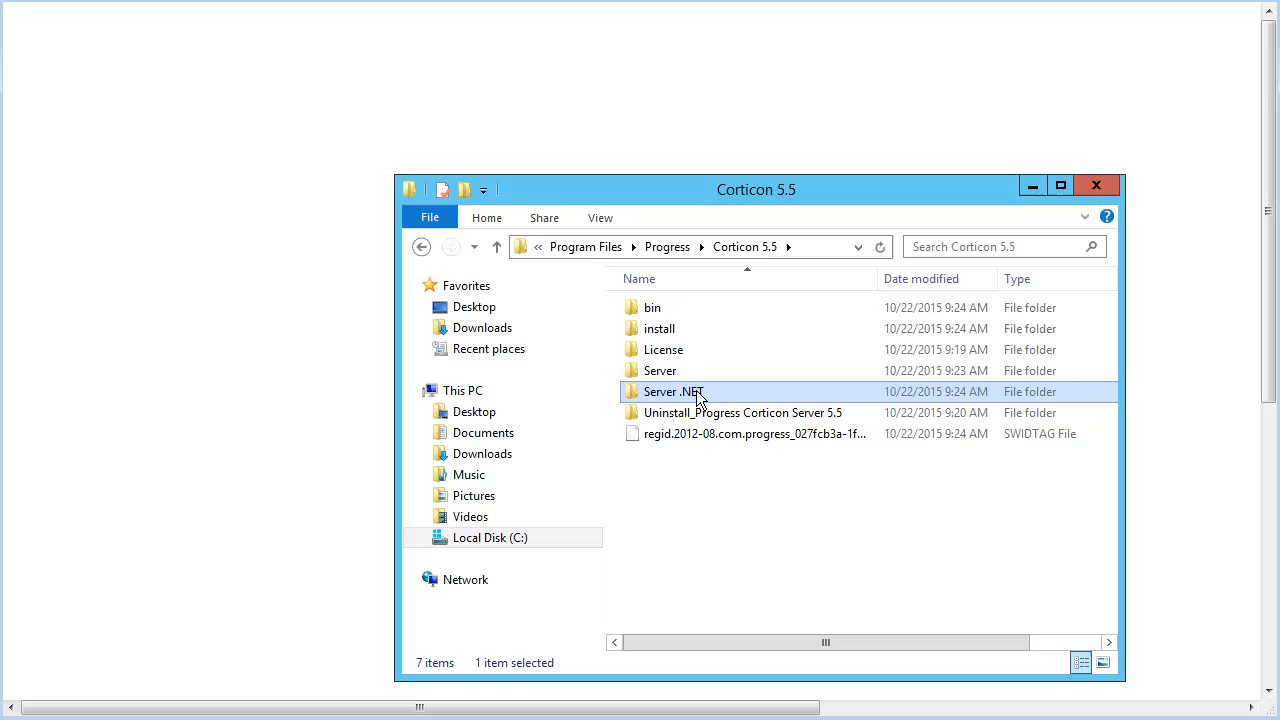 Corticon 5.5
File Home Share View
« Program Files Progress Corticon 5.5 Search Corticon 5.5
Name Date modified Type
Favorites
Desktop
Downloads
Recent places
This PC
Desktop
Documents
Downloads
Music
Pictures
Videos
Local Disk (C:)
Network
bin 10/22/2015 9:24 AM File folder
install 10/22/2015 9:24 AM File folder
License 10/22/2015 9:19 AM File folder
Server 10/22/2015 9:23 AM File folder
Server .NET 10/22/2015 9:24 AM File folder
Uninstall_Progress Corticon Server 5.5 10/22/2015 9:20 AM File folder
regid.2012-08.com.progress_027fcb3a-1f... 10/22/2015 9:24 AM SWIDTAG File
7 items 1 item selected